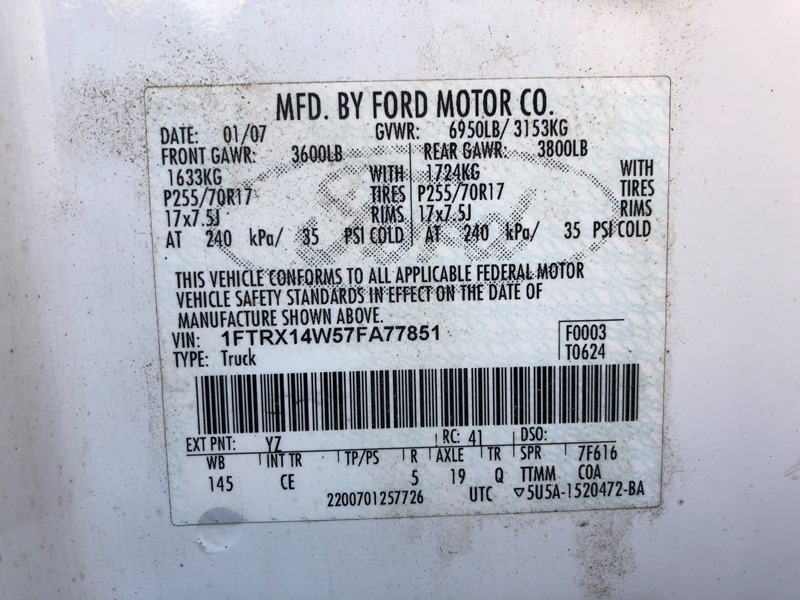 MFD. BY FORD MOTOR CO.
DATE: 01/07 GVWR: 6950LB/ 3153KG
FRONT GAWR: 3600LB REAR GAWR: 3800LB
1633KG WITH 1724KG WITH
P255/70R17 TIRES P255/70R17 TIRES
17x7.5J RIMS 17x7.5J RIMS
AT 240 kPa/ 35 PSI COLD AT 240 kPa/ 35 PSI COLD
THIS VEHICLE CONFORMS TO ALL APPLICABLE FEDERAL MOTOR
VEHICLE SAFETY STANDARDS IN EFFECT ON THE DATE OF
MANUFACTURE SHOWN ABOVE.
VIN: 1FTRX14W57FA77851 F0003
TYPE: Truck T0624
EXT PNT: YZ RC: 41 DSO:
WB INT TR TP/PS R AXLE TR SPR 7F616
145 CE 5 19 Q TTMM COA
2200701257726 UTC ▽5U5A-1520472-BA